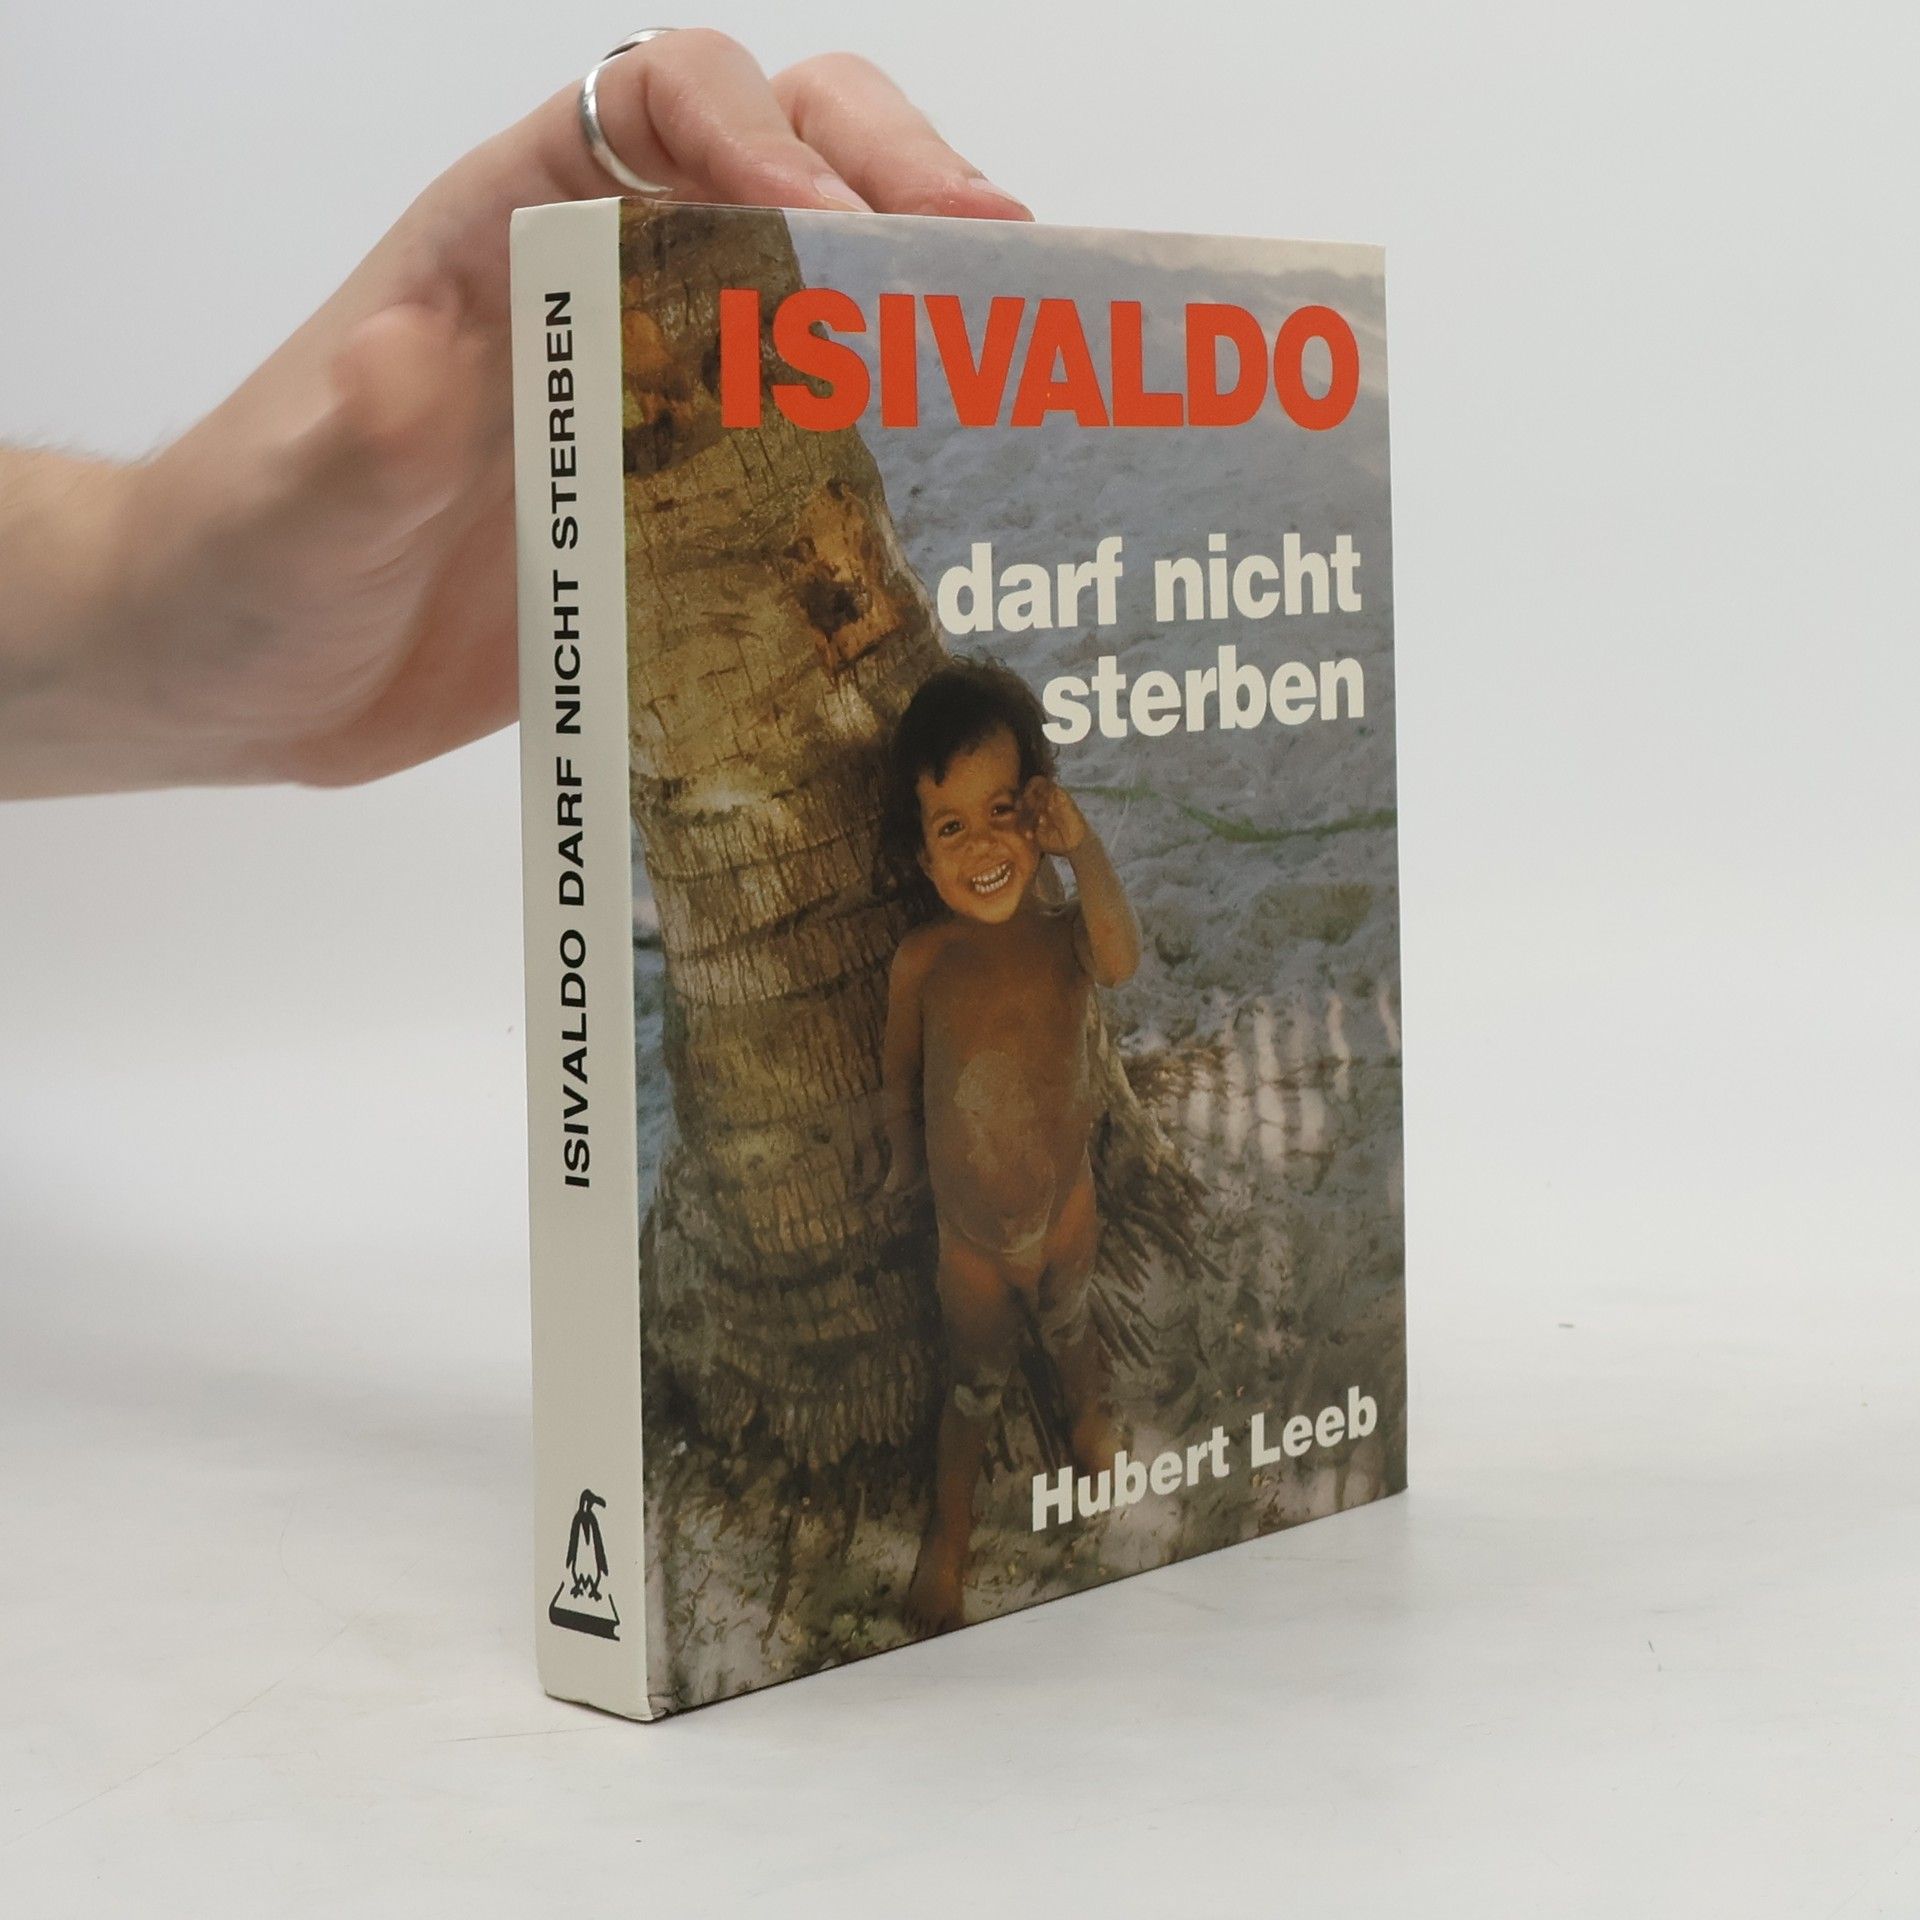 ISIVALDO DARF NICHT STERBEN
ISIVALDO
darf nicht
sterben
Hubert Leeb